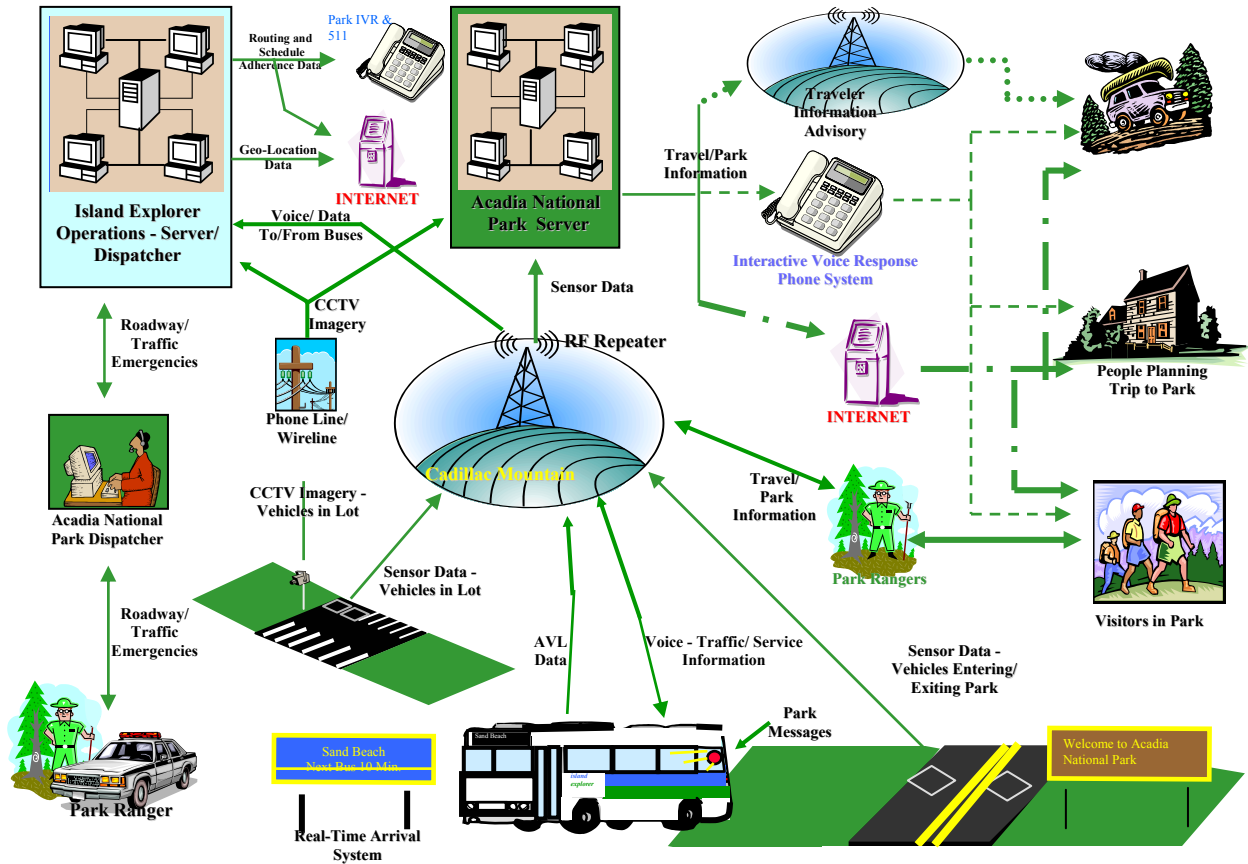 Routing and
Schedule
Adherence Data
Park IVR &
511
Geo-Location
Data
INTERNET
Island Explorer
Operations - Server/
Dispatcher
Acadia National
Park Server
Traveler
Information
Advisory
Travel/Park
Information
Interactive Voice Response
Phone System
Voice/ Data
To/From Buses
CCTV
Imagery
Sensor Data
RF Repeater
Roadway/
Traffic
Emergencies
Phone Line/
Wireline
INTERNET
People Planning
Trip to Park
Cadillac Mountain
CCTV Imagery -
Vehicles in Lot
Travel/
Park
Information
Acadia National
Park Dispatcher
Sensor Data -
Vehicles in Lot
Park Rangers
Visitors in Park
Roadway/
Traffic
Emergencies
AVL
Data
Voice - Traffic/ Service
Information
Sensor Data -
Vehicles Entering/
Exiting Park
Park
Messages
Park Ranger
Sand Beach
Next Bus 10 Min.
Real-Time Arrival
System
Sand Beach
island
explorer
Welcome to Acadia
National Park